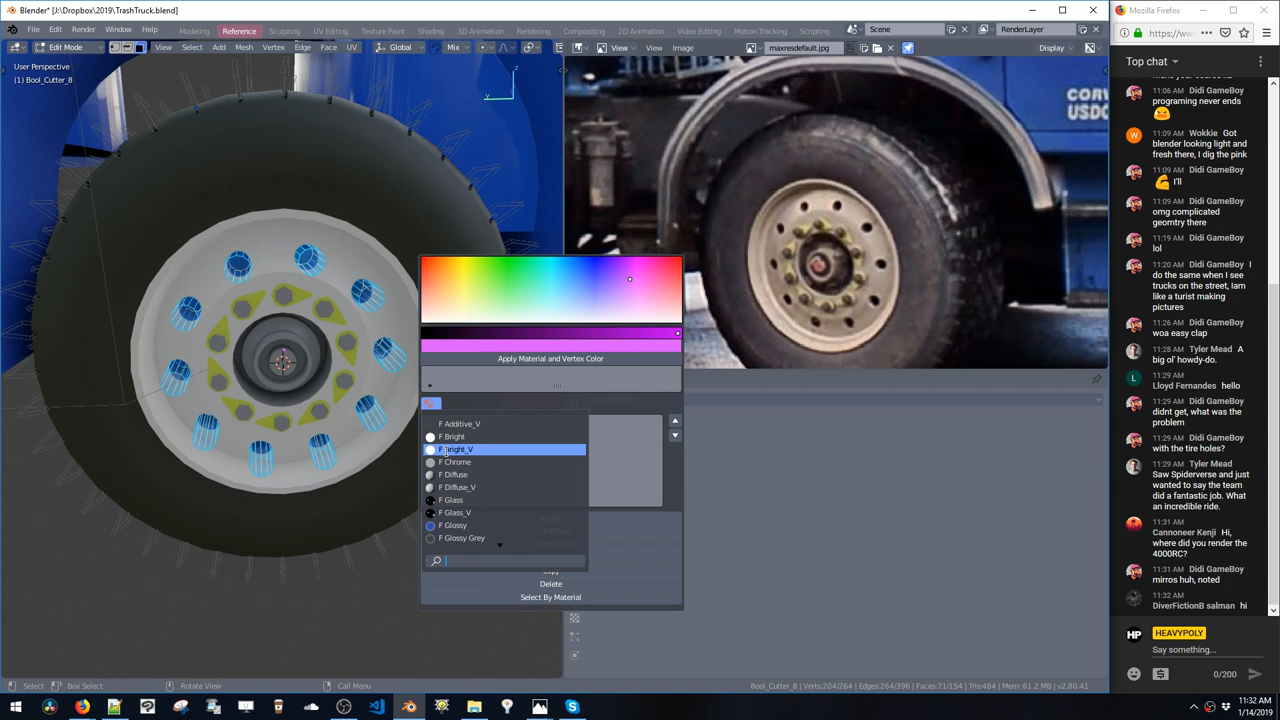 Blender* [J:\Dropbox\2019\TrashTruck.blend]
File Edit Render Window Help
Modeling Reference Sculpting UV Editing Texture Paint Shading 3D Animation Rendering Compositing 2D Animation Video Editing Motion Tracking Scripting
Scene
RenderLayer
Edit Mode
View Select Add Mesh Vertex Edge Face UV
Global
Mix
View
View Image
maxresdefault.jpg
Display
User Perspective
(1) Bool_Cutter_8
z
y
USDO
Apply Material and Vertex Color
F Additive_V
F Bright
F Bright_V
F Chrome
F Diffuse
F Diffuse_V
F Glass
F Glass_V
F Glossy
F Glossy Grey
Copy
Delete
Select By Material
Select
Box Select
Rotate View
Call Menu
Bool_Cutter_8 | Verts:204/264 | Edges:264/396 | Faces:71/154 | Tris:484 | Mem: 61.2 MB | v2.80.41
Mozilla Firefox
https://ww
Top chat
11:06 AM Didi GameBoy
programing never ends
11:09 AM Wokkie Got
blender looking light and
fresh there, I dig the pink
11:09 AM Didi GameBoy
I'll
11:09 AM Didi GameBoy
omg complicated
geomtry there
11:19 AM Didi GameBoy
lol
11:20 AM Didi GameBoy I
do the same when I see
trucks on the street, Iam
like a turist making
pictures
11:26 AM Didi GameBoy
woa easy clap
11:28 AM Tyler Mead A
big ol' howdy-do.
11:29 AM
Lloyd Fernandes hello
11:29 AM Didi GameBoy
didnt get, what was the
problem
11:29 AM Tyler Mead
Saw Spiderverse and just
wanted to say the team
did a fantastic job. What
an incredible ride.
11:31 AM
Cannoneer Kenji Hi,
where did you render the
4000RC?
11:31 AM Didi GameBoy
mirros huh, noted
11:32 AM
DiverFictionB salman hi
HP
HEAVYPOLY
Say something...
0/200
11:32 AM
1/14/2019